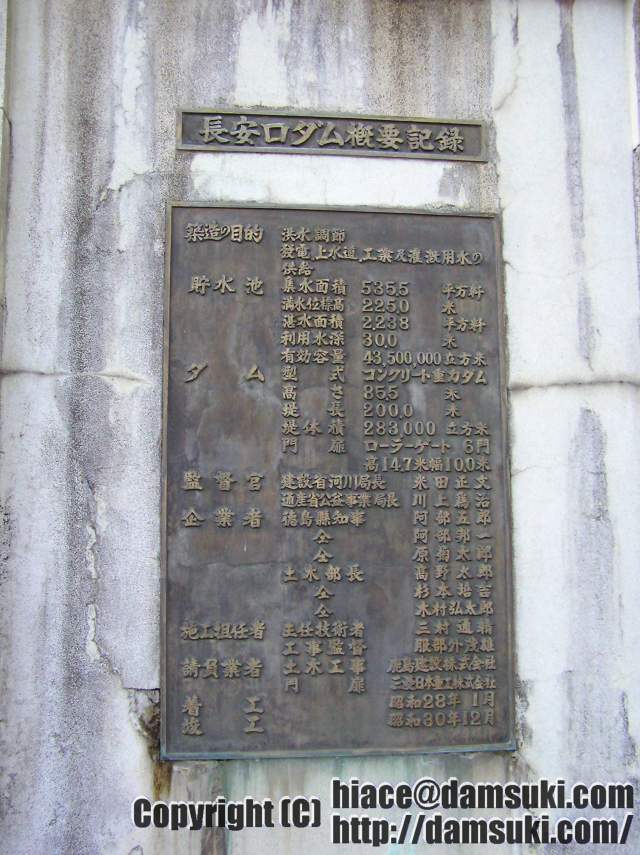 長安口ダム概要記録
築造の目的 洪水調節
発電、上水道、工業及灌漑用水の
供給
貯水池 集水面積 535.5 平方粁
満水位標高 225.0 米
湛水面積 2.238 平方粁
利用水深 30.0 米
有効容量 43,500,000 立方米
ダム 型式 コンクリート重力ダム
高さ 85.5 米
堤長 200.0 米
堤体積 283,000 立方米
門扉 ローラーゲート 6門
高14.7米幅10.0米
監督官 建設省河川局長 米田正文
通産省公益事業局長 川上為治
企業者 徳島縣知事 阿部五郎
仝 阿部邦一
仝 原菊太郎
土木部長 高野太郎
仝 杉本培吉
仝 木村弘太郎
施工担任者 主任技術者 三村通精
工事監督 服部外茂雄
請負業者 土木工事 鹿島建設株式会社
門扉 三菱日本重工株式会社
着工 昭和28年1月
竣工 昭和30年12月
Copyright (C) hiace@damsuki.com
http://damsuki.com/